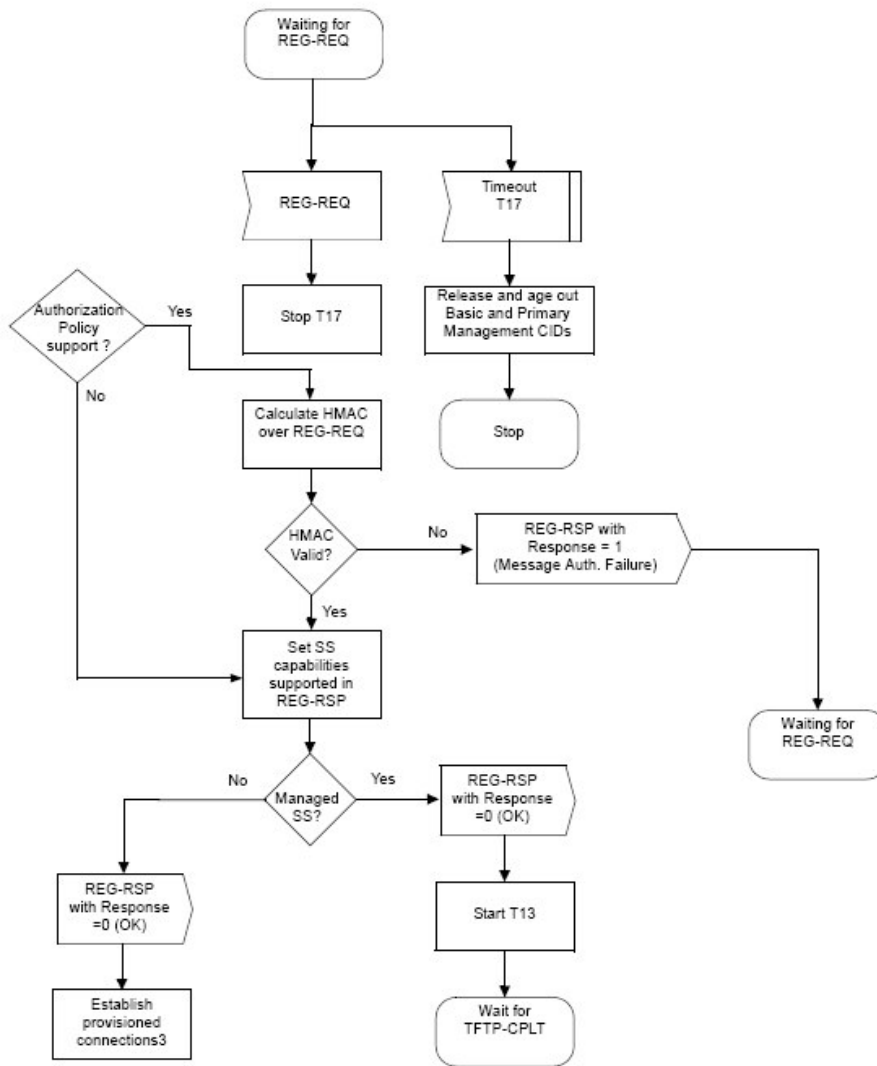 Waiting for
REG-REQ
REG-REQ
Timeout
T17
Stop T17
Release and age out
Basic and Primary
Management CIDs
Authorization
Policy
support ?
Yes
No
Calculate HMAC
over REG-REQ
Stop
HMAC
Valid?
No
REG-RSP with
Response = 1
(Message Auth. Failure)
Yes
Set SS
capabilities
supported in
REG-RSP
Waiting for
REG-REQ
No
Managed
SS?
Yes
REG-RSP
with Response
=0 (OK)
REG-RSP
with Response
=0 (OK)
Start T13
Establish
provisioned
connections3
Wait for
TFTP-CPLT